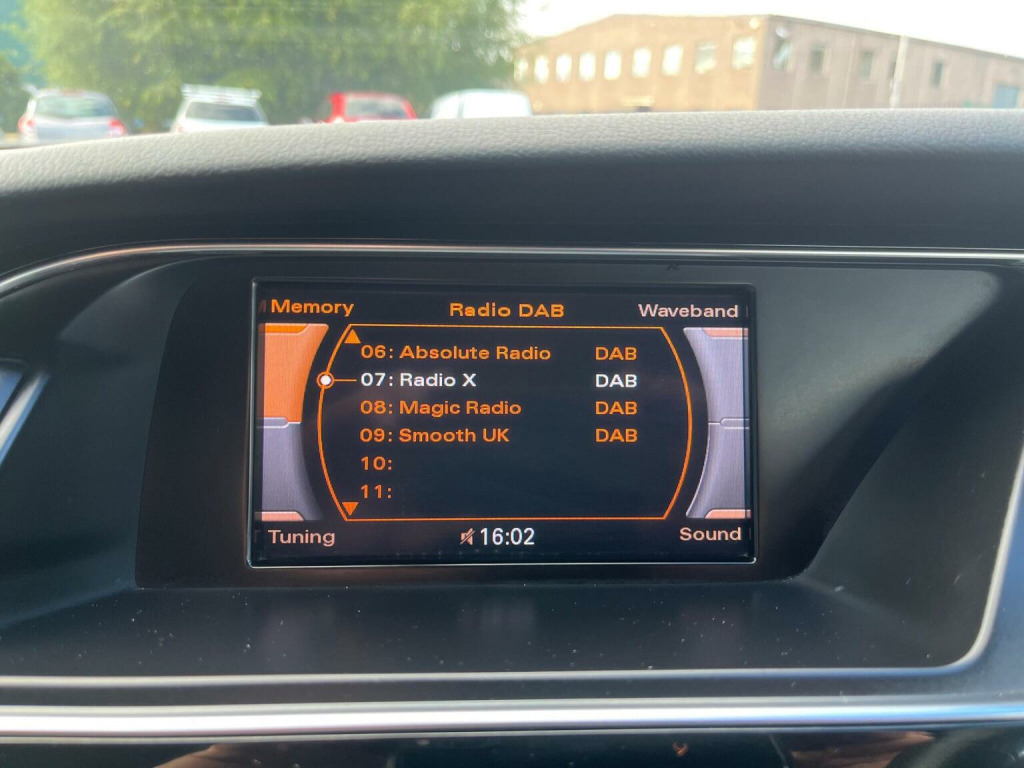 Memory Radio DAB Waveband
06: Absolute Radio DAB
07: Radio X DAB
08: Magic Radio DAB
09: Smooth UK DAB
10:
11:
Tuning 16:02 Sound